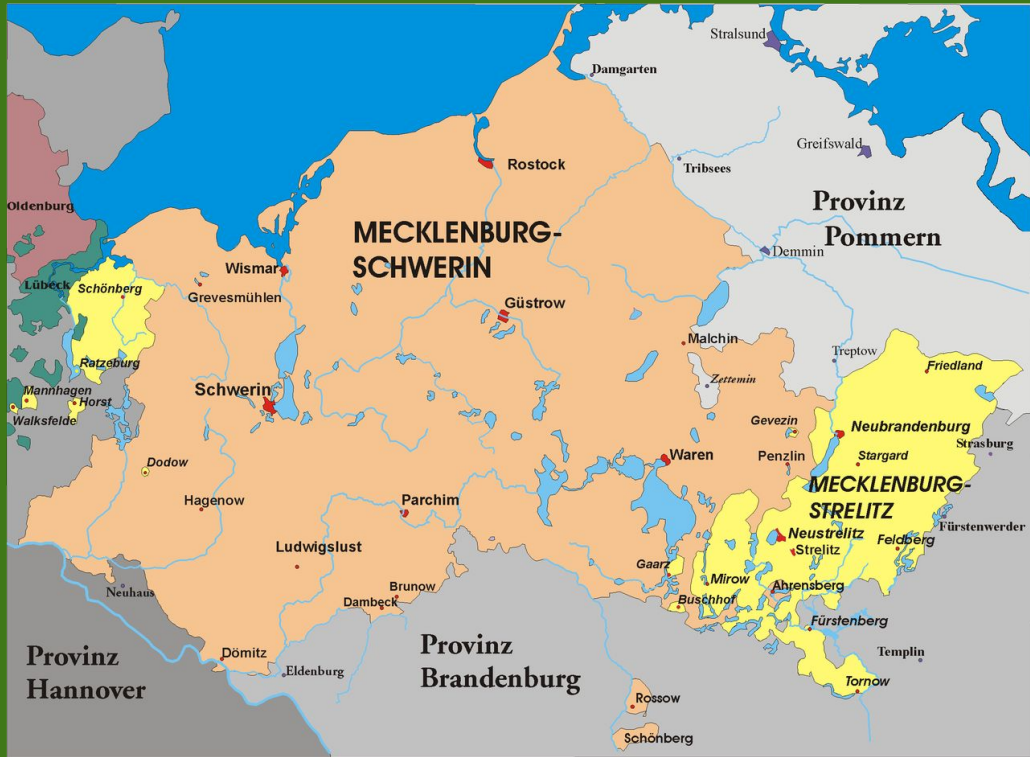 Stralsund
Damgarten
Greifswald
Rostock
Tribsees
Oldenburg
Provinz
Pommern
MECKLENBURG-
SCHWERIN
Demmin
Wismar
Lübeck
Schönberg
Grevesmühlen
Güstrow
Malchin
Treptow
Ratzeburg
Friedland
Zettemin
Mannhagen
Horst
Schwerin
Walksfelde
Gevezin
Neubrandenburg
Strasburg
Waren
Penzlin
Stargard
Dodow
MECKLENBURG-
STRELITZ
Hagenow
Parchim
Fürstenwerder
Neustrelitz
Strelitz
Feldberg
Ludwigslust
Gaarz
Mirow
Ahrensberg
Neuhaus
Brunow
Dambeck
Buschhof
Fürstenberg
Provinz
Hannover
Dömitz
Eldenburg
Provinz
Brandenburg
Templin
Tornow
Rossow
Schönberg